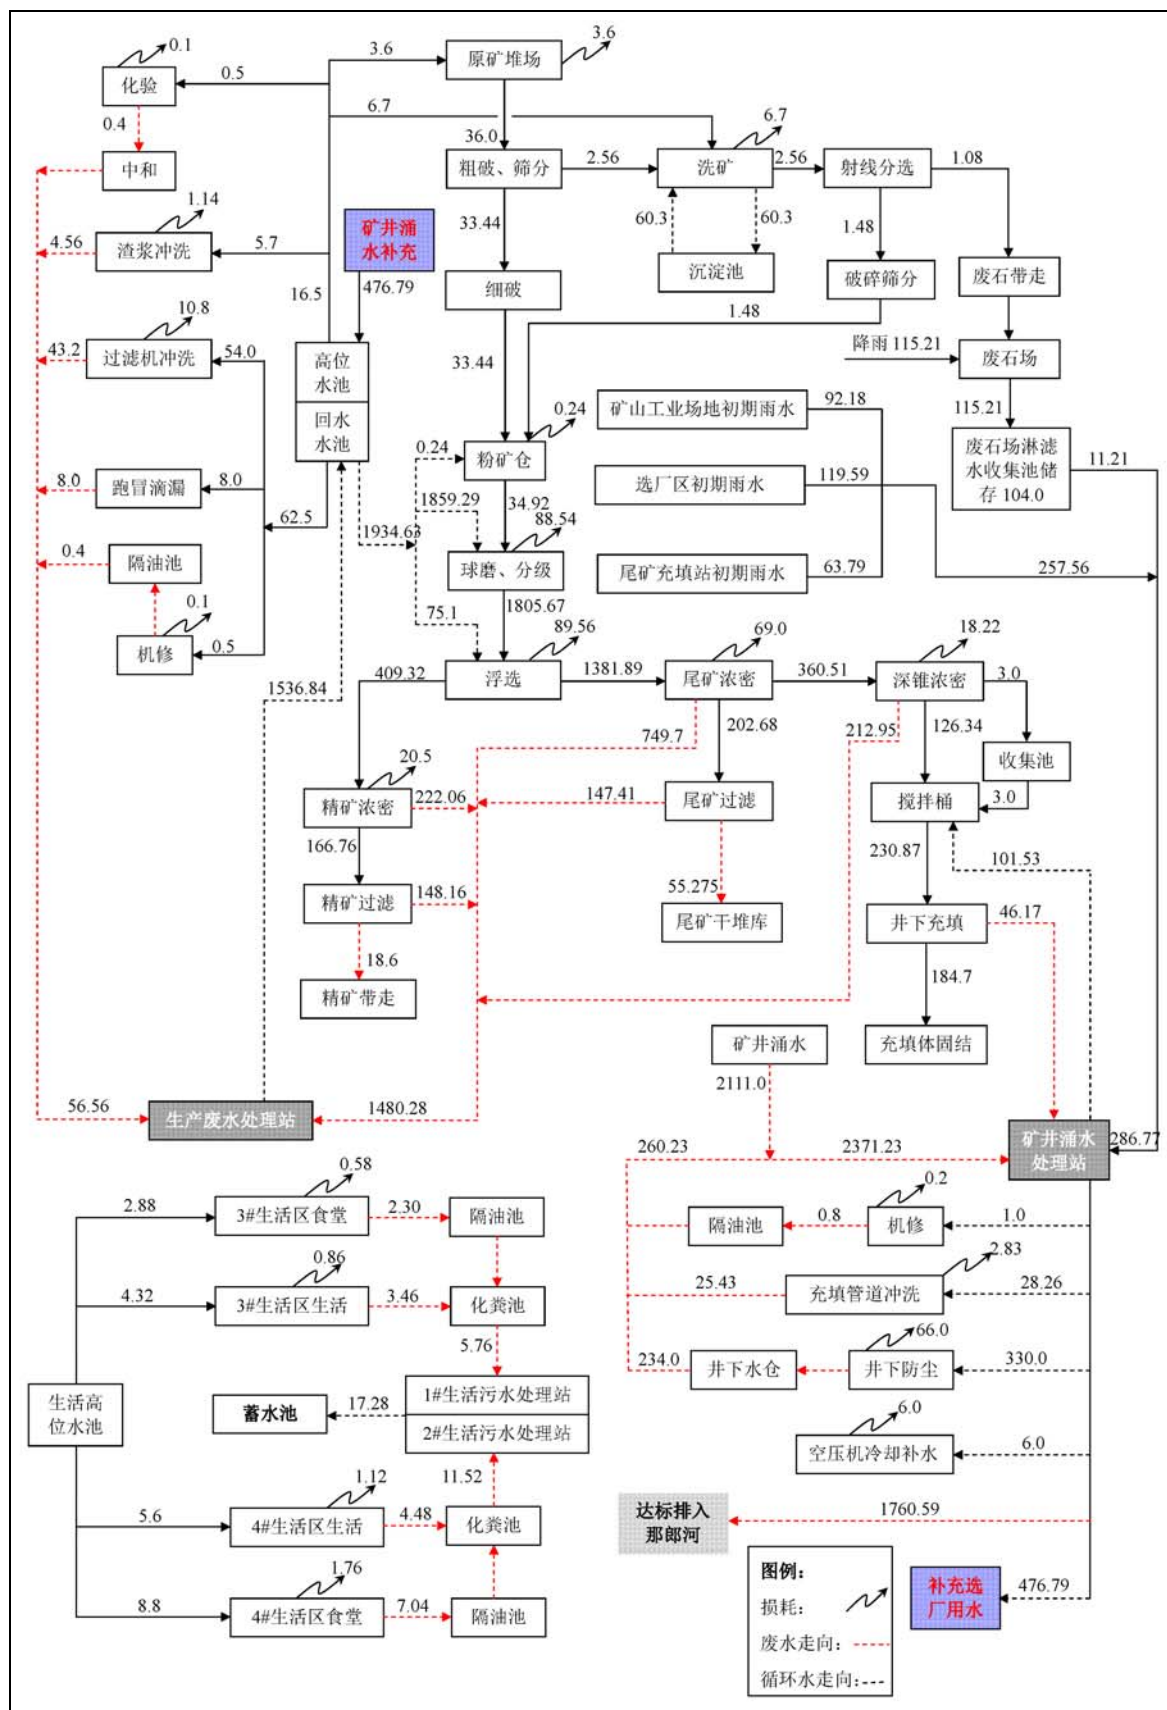 0.1
3.6
3.6
原矿堆场
化验
0.5
0.4
6.7
6.7
36.0
中和
粗破、筛分
2.56
洗矿
2.56
射线分选
1.08
1.14
4.56
渣浆冲洗
5.7
矿井涌
水补充
33.44
60.3
60.3
1.48
沉淀池
废石带走
476.79
16.5
细破
破碎筛分
10.8
1.48
43.2
过滤机冲洗
54.0
高位
水池
回水
水池
33.44
降雨 115.21
废石场
矿山工业场地初期雨水
92.18
115.21
0.24
0.24
粉矿仓
废石场淋滤
水收集池储
存 104.0
11.21
8.0
跑冒滴漏
8.0
选厂区初期雨水
119.59
1859.29
34.92
62.5
1934.63
88.54
0.4
隔油池
球磨、分级
尾矿充填站初期雨水
63.79
257.56
0.1
75.1
1805.67
机修
0.5
89.56
69.0
18.22
409.32
浮选
1381.89
尾矿浓密
360.51
深锥浓密
3.0
1536.84
749.7
202.68
212.95
126.34
收集池
20.5
精矿浓密
222.06
147.41
尾矿过滤
搅拌桶
3.0
166.76
230.87
101.53
精矿过滤
148.16
55.275
尾矿干堆库
井下充填
46.17
18.6
精矿带走
184.7
矿井涌水
充填体固结
2111.0
56.56
生产废水处理站
1480.28
矿井涌水
处理站
286.77
260.23
2371.23
0.58
2.88
3#生活区食堂
2.30
隔油池
隔油池
0.8
机修
0.2
1.0
0.86
4.32
3#生活区生活
3.46
化粪池
25.43
充填管道冲洗
2.83
28.26
5.76
234.0
井下水仓
井下防尘
66.0
330.0
生活高
位水池
蓄水池
17.28
1#生活污水处理站
2#生活污水处理站
6.0
空压机冷却补水
6.0
11.52
1.12
5.6
4#生活区生活
4.48
化粪池
达标排入
那郎河
1760.59
1.76
8.8
4#生活区食堂
7.04
隔油池
图例：
损耗：
废水走向：
循环水走向：
补充选
厂用水
476.79